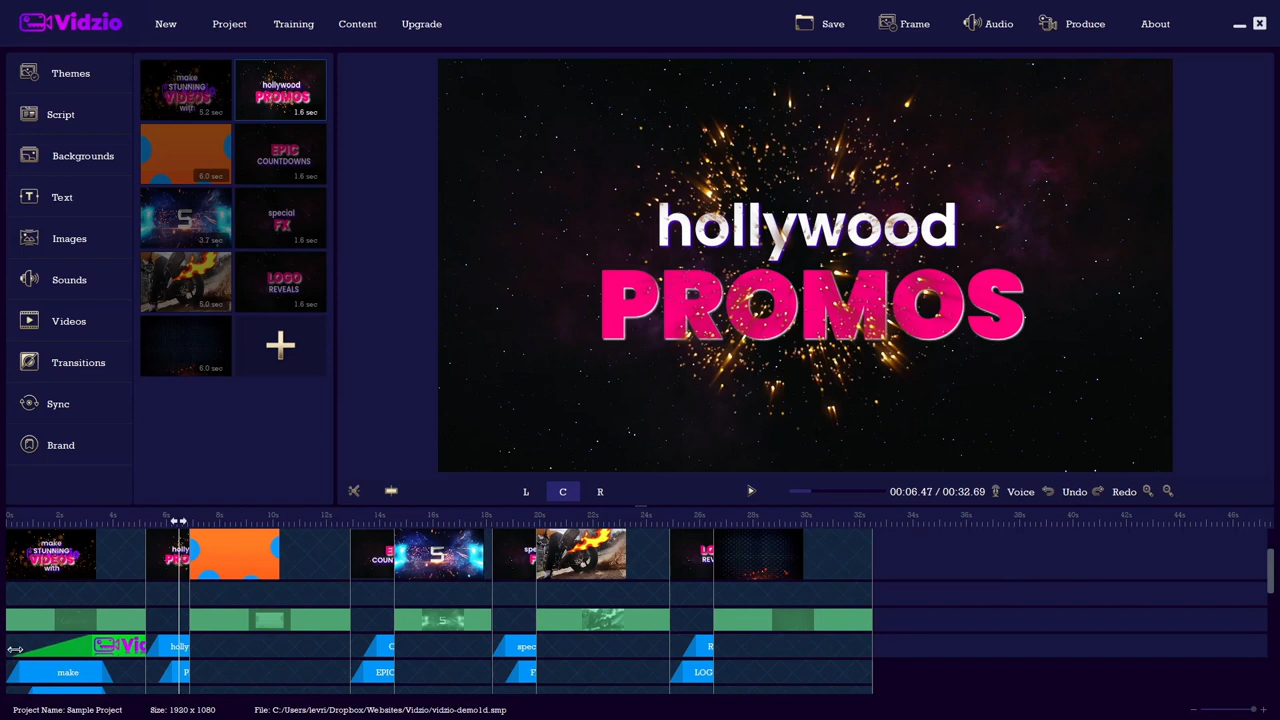 Vidzio
New Project Training Content Upgrade
Save Frame Audio Produce About
Themes
Script
Backgrounds
Text
Images
Sounds
Videos
Transitions
Sync
Brand
make
STUNNING
VIDEOS
with
5.2 sec
hollywood
PROMOS
1.6 sec
6.0 sec
EPIC
COUNTDOWNS
1.6 sec
5
3.7 sec
special
FX
1.6 sec
5.0 sec
LOGO
REVEALS
1.6 sec
6.0 sec
hollywood
PROMOS
L C R
00:06.47 / 00:32.69 Voice Undo Redo
0s 2s 4s 6s 8s 10s 12s 14s 16s 18s 20s 22s 24s 26s 28s 30s 32s 34s 36s 38s 40s 42s 44s 46s
make
STUNNING
VIDEOS
with
holly
PRO
E
COUN
5
spe
F
LO
REV
5
Vid
holly
C
spec
R
make
P
EPIC
F
LOG
Project Name: Sample Project Size: 1920 x 1080 File: C:/Users/levri/Dropbox/Websites/Vidzio/vidzio-demo1d.smp